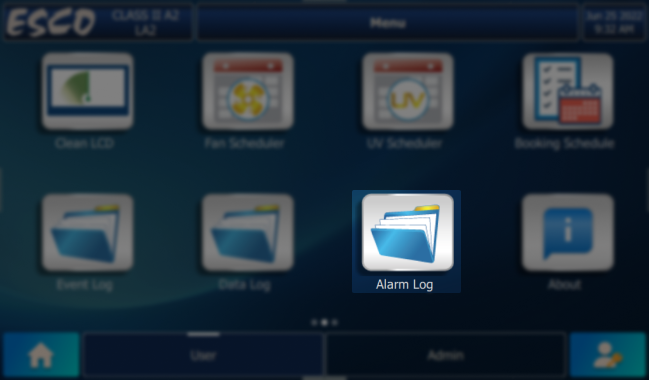 ESCO
CLASS II A2
LA2
Menu
Jun 25 2022
9:32 AM
Clean LCD
Fan Scheduler
UV
UV Scheduler
Booking Schedule
Event Log
Data Log
Alarm Log
About
User
Admin